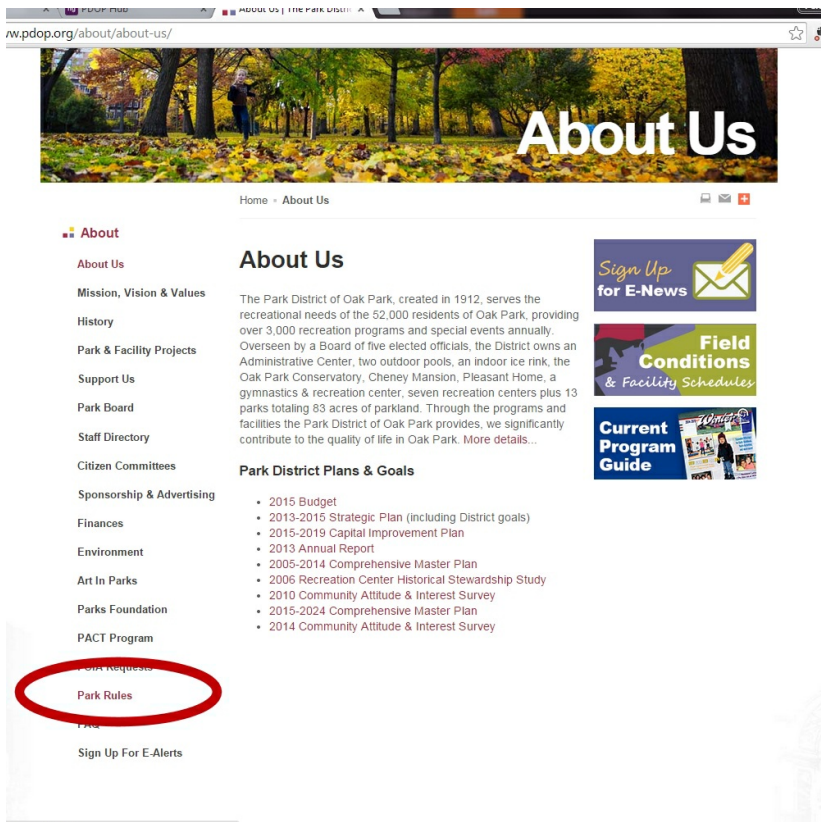 PDOP Hub
About Us | The Park Distri
ww.pdop.org/about/about-us/
About Us
Home • About Us
About
About Us
Mission, Vision & Values
History
Park & Facility Projects
Support Us
Park Board
Staff Directory
Citizen Committees
Sponsorship & Advertising
Finances
Environment
Art In Parks
Parks Foundation
PACT Program
FOIA Requests
Park Rules
FAQ
Sign Up For E-Alerts
About Us
The Park District of Oak Park, created in 1912, serves the
recreational needs of the 52,000 residents of Oak Park, providing
over 3,000 recreation programs and special events annually.
Overseen by a Board of five elected officials, the District owns an
Administrative Center, two outdoor pools, an indoor ice rink, the
Oak Park Conservatory, Cheney Mansion, Pleasant Home, a
gymnastics & recreation center, seven recreation centers plus 13
parks totaling 83 acres of parkland. Through the programs and
facilities the Park District of Oak Park provides, we significantly
contribute to the quality of life in Oak Park. More details...
Park District Plans & Goals
• 2015 Budget
• 2013-2015 Strategic Plan (including District goals)
• 2015-2019 Capital Improvement Plan
• 2013 Annual Report
• 2005-2014 Comprehensive Master Plan
• 2006 Recreation Center Historical Stewardship Study
• 2010 Community Attitude & Interest Survey
• 2015-2024 Comprehensive Master Plan
• 2014 Community Attitude & Interest Survey
Sign Up
for E-News
Field
Conditions
& Facility Schedules
Current
Program
Guide
Winter